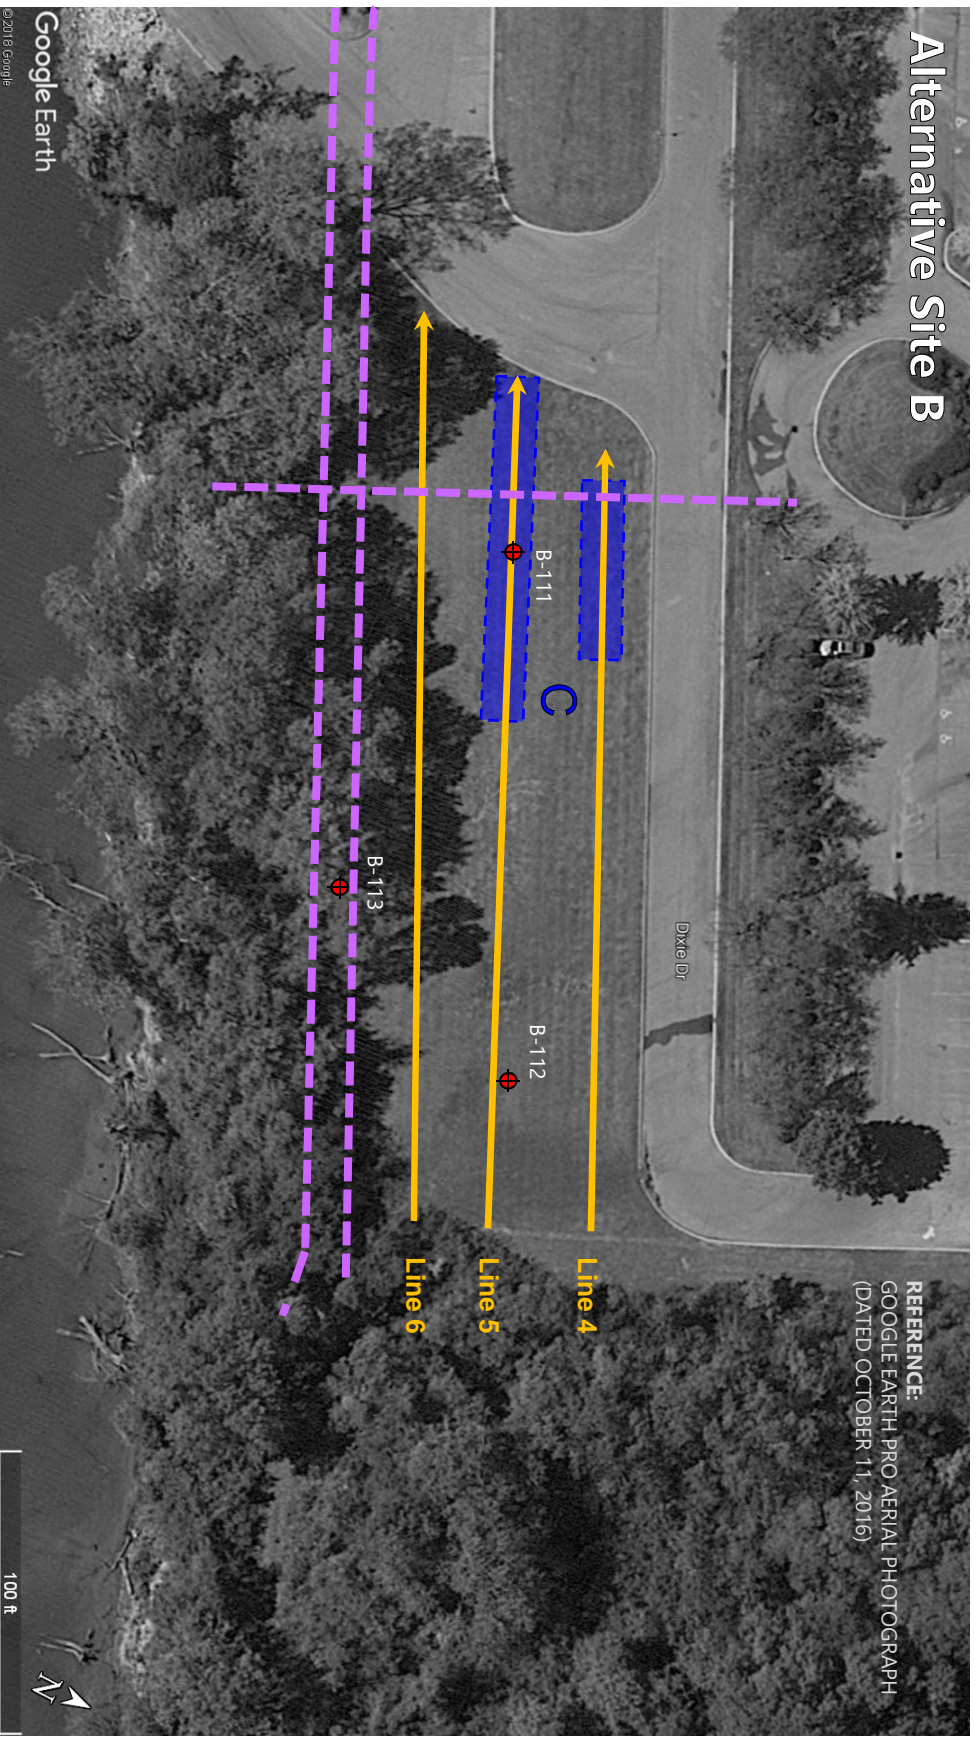 Alternative Site B
Google Earth
© 2018 Google
B-111
C
B-113
Dixie Dr
B-112
Line 4
Line 5
Line 6
REFERENCE:
GOOGLE EARTH PRO AERIAL PHOTOGRAPH
(DATED OCTOBER 11, 2016)
100 ft
N